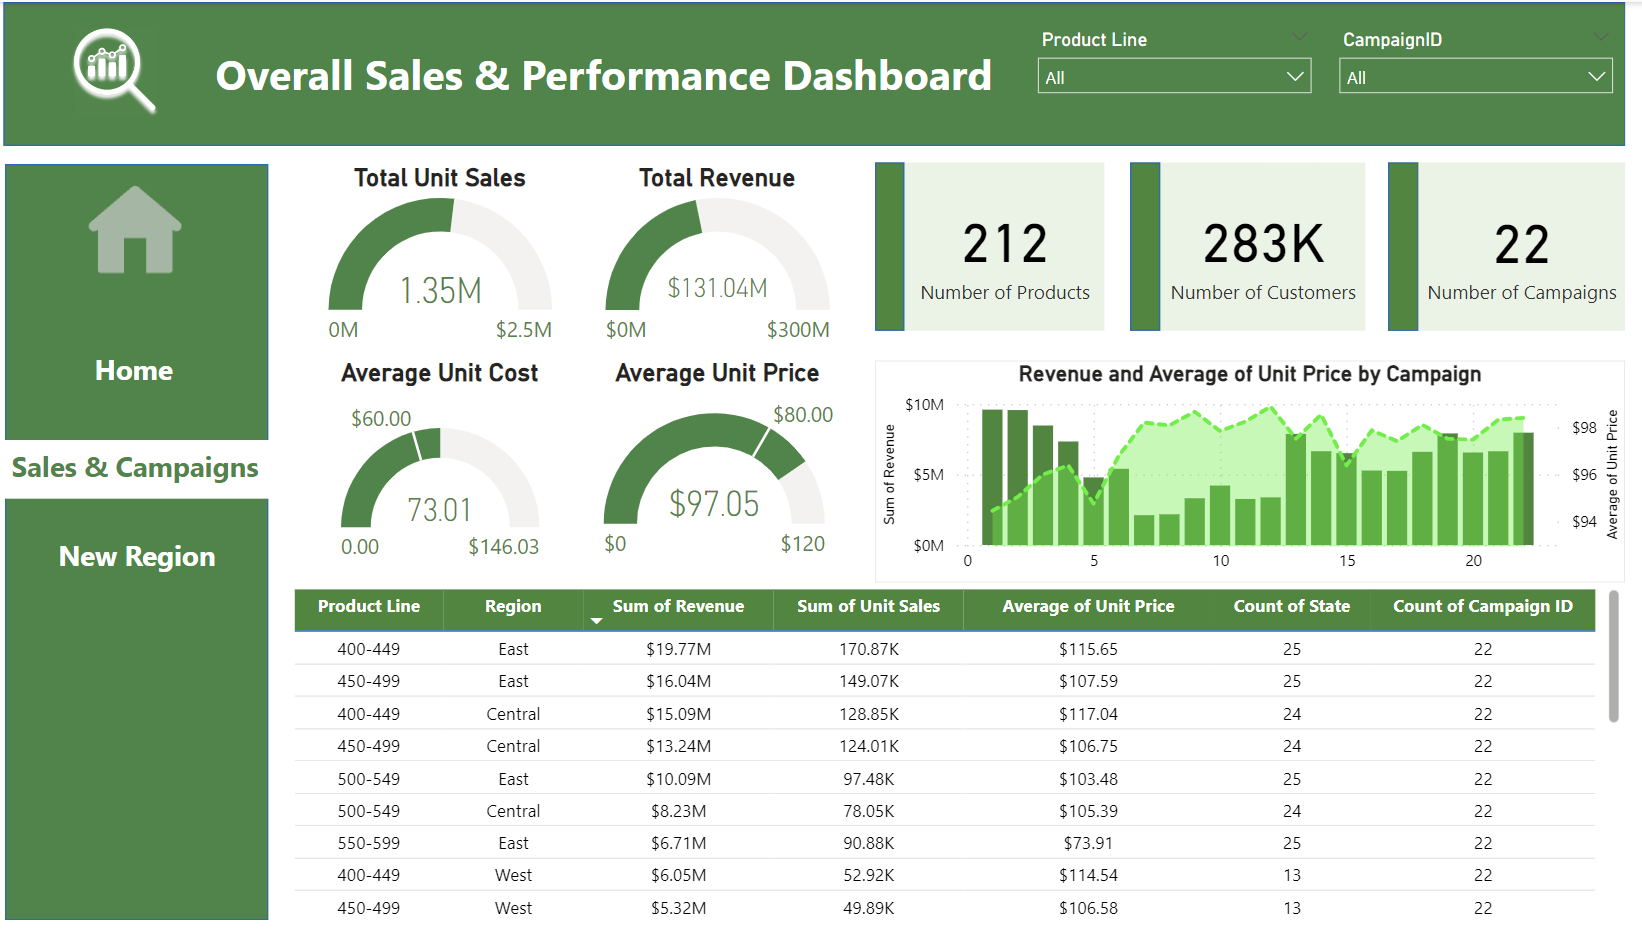 Overall Sales & Performance Dashboard
Product Line
All
CampaignID
All
Home
Sales & Campaigns
New Region
Total Unit Sales
1.35M
0M
$2.5M
Total Revenue
$131.04M
$0M
$300M
Average Unit Cost
$60.00
73.01
0.00
$146.03
Average Unit Price
$80.00
$97.05
$0
$120
212
Number of Products
283K
Number of Customers
22
Number of Campaigns
Revenue and Average of Unit Price by Campaign
Sum of Revenue
$10M
$5M
$0M
0 5 10 15 20
$98
$96
$94
Average of Unit Price
Product Line Region Sum of Revenue Sum of Unit Sales Average of Unit Price Count of State Count of Campaign ID
400-449 East $19.77M 170.87K $115.65 25 22
450-499 East $16.04M 149.07K $107.59 25 22
400-449 Central $15.09M 128.85K $117.04 24 22
450-499 Central $13.24M 124.01K $106.75 24 22
500-549 East $10.09M 97.48K $103.48 25 22
500-549 Central $8.23M 78.05K $105.39 24 22
550-599 East $6.71M 90.88K $73.91 25 22
400-449 West $6.05M 52.92K $114.54 13 22
450-499 West $5.32M 49.89K $106.58 13 22